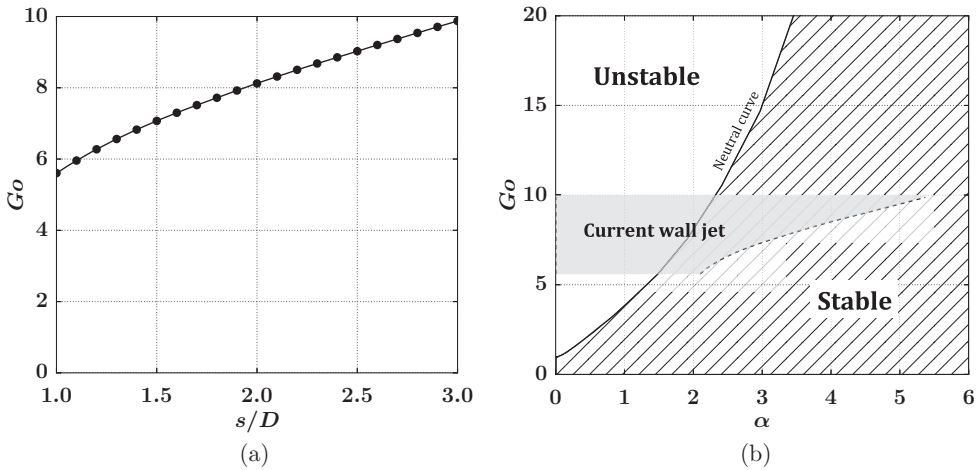 10
8
6
4
2
0
Go
1.0 1.5 2.0 2.5 3.0
s/D
(a)
20
15
10
5
0
Go
Unstable
Neutral curve
Current wall jet
Stable
0 1 2 3 4 5 6
α
(b)